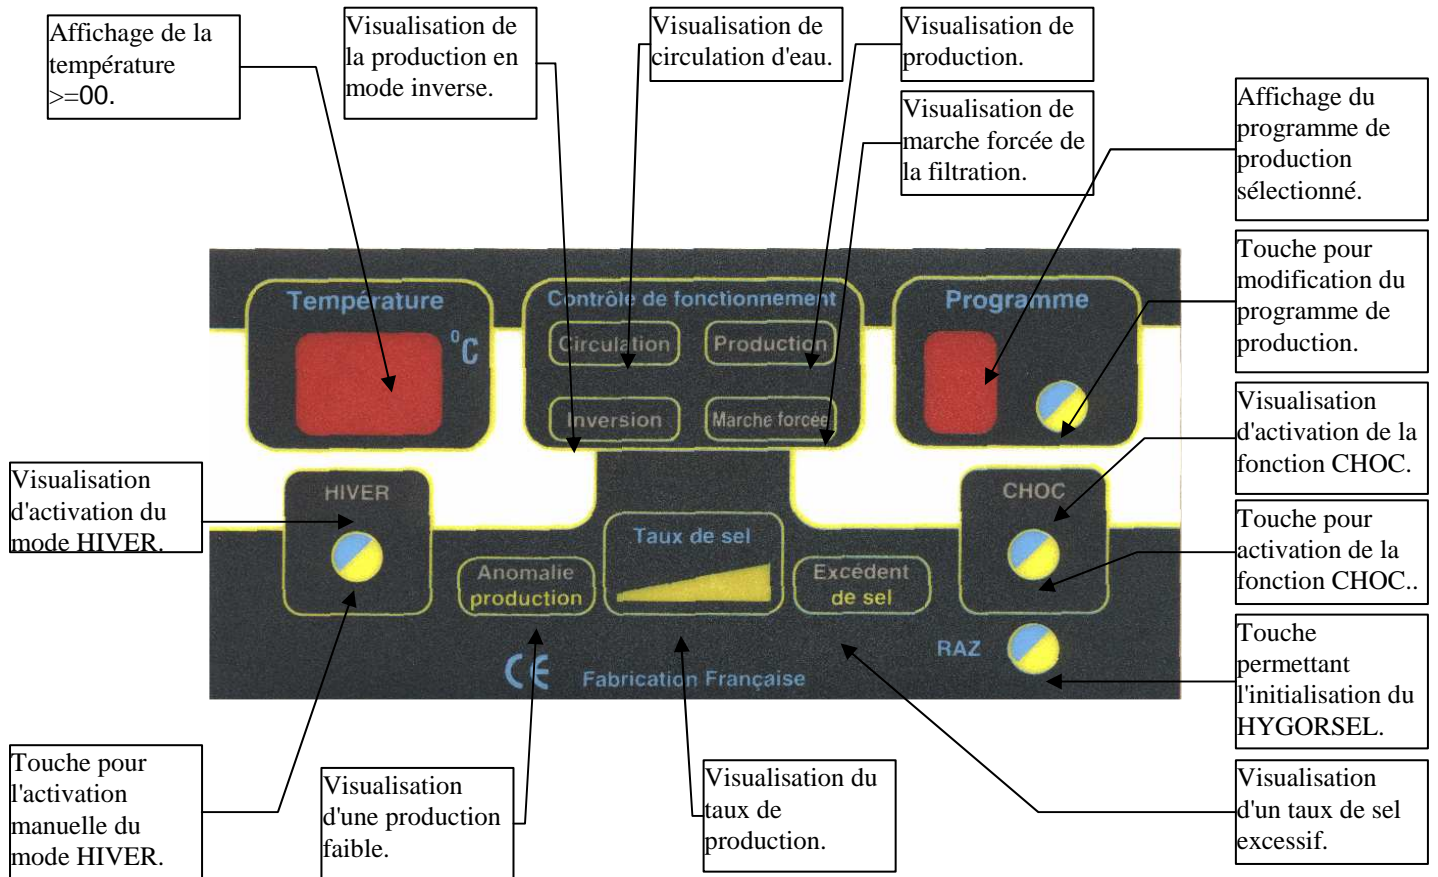 Affichage de la
température
>=00.
Visualisation de
la production en
mode inverse.
Visualisation de
circulation d'eau.
Visualisation de
production.
Visualisation de
marche forcée de
la filtration.
Affichage du
programme de
production
sélectionné.
Touche pour
modification du
programme de
production.
Visualisation
d'activation de la
fonction CHOC.
Touche pour
activation de la
fonction CHOC..
Touche
permettant
l'initialisation du
HYGORSEL.
Visualisation
d'un taux de sel
excessif.
Température
°C
Contrôle de fonctionnement
Circulation
Production
Inversion
Marche forcée
Programme
HIVER
CHOC
Taux de sel
Anomalie
production
Excédent
de sel
RAZ
CE
Fabrication Française
Visualisation
d'activation du
mode HIVER.
Touche pour
l'activation
manuelle du
mode HIVER.
Visualisation
d'une production
faible.
Visualisation du
taux de
production.